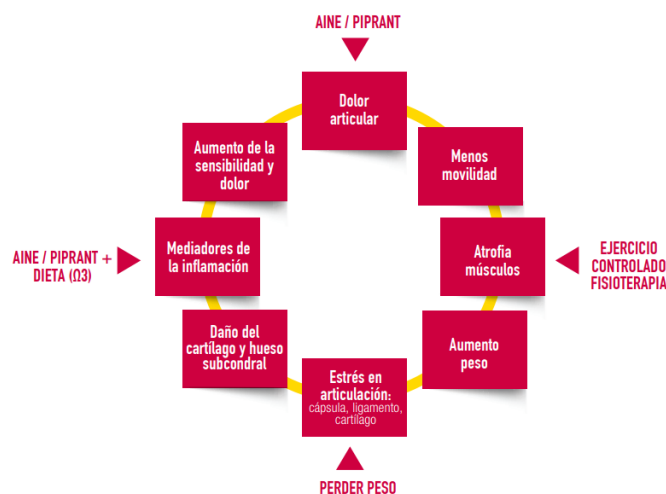 AINE / PIPRANT
Dolor
articular
Menos
movilidad
Atrofia
músculos
EJERCICIO
CONTROLADO
FISIOTERAPIA
Aumento
peso
Estrés en
articulación:
cápsula, ligamento,
cartílago
PERDER PESO
Daño del
cartílago y hueso
subcondral
Mediadores de
la inflamación
AINE / PIPRANT +
DIETA (Ω3)
Aumento de la
sensibilidad y
dolor